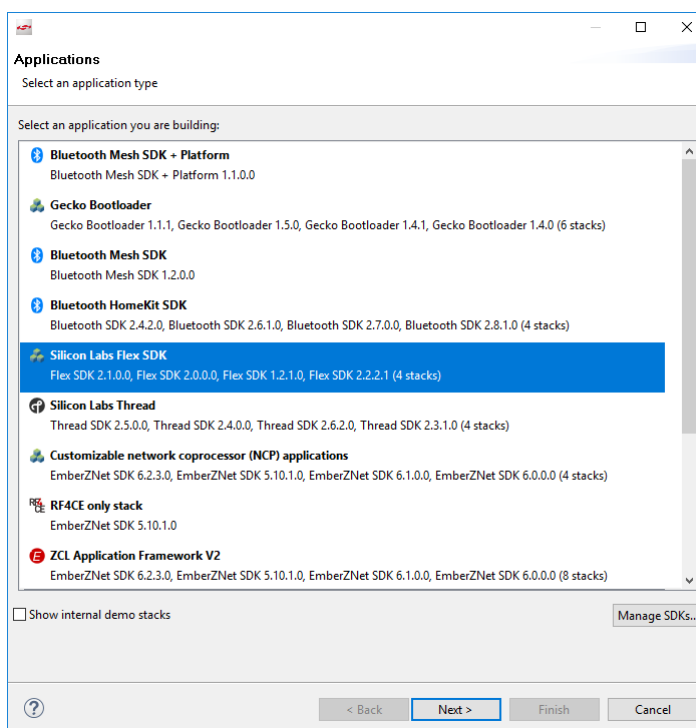 Applications
Select an application type
Select an application you are building:
Bluetooth Mesh SDK + Platform
Bluetooth Mesh SDK + Platform 1.1.0.0
Gecko Bootloader
Gecko Bootloader 1.1.1, Gecko Bootloader 1.5.0, Gecko Bootloader 1.4.1, Gecko Bootloader 1.4.0 (6 stacks)
Bluetooth Mesh SDK
Bluetooth Mesh SDK 1.2.0.0
Bluetooth HomeKit SDK
Bluetooth SDK 2.4.2.0, Bluetooth SDK 2.6.1.0, Bluetooth SDK 2.7.0.0, Bluetooth SDK 2.8.1.0 (4 stacks)
Silicon Labs Flex SDK
Flex SDK 2.1.0.0, Flex SDK 2.0.0.0, Flex SDK 1.2.1.0, Flex SDK 2.2.2.1 (4 stacks)
Silicon Labs Thread
Thread SDK 2.5.0.0, Thread SDK 2.4.0.0, Thread SDK 2.6.2.0, Thread SDK 2.3.1.0 (4 stacks)
Customizable network coprocessor (NCP) applications
EmberZNet SDK 6.2.3.0, EmberZNet SDK 5.10.1.0, EmberZNet SDK 6.1.0.0, EmberZNet SDK 6.0.0.0 (4 stacks)
RF4CE only stack
EmberZNet SDK 5.10.1.0
ZCL Application Framework V2
EmberZNet SDK 6.2.3.0, EmberZNet SDK 5.10.1.0, EmberZNet SDK 6.1.0.0, EmberZNet SDK 6.0.0.0 (8 stacks)
Show internal demo stacks
Manage SDKs..
? < Back Next > Finish Cancel